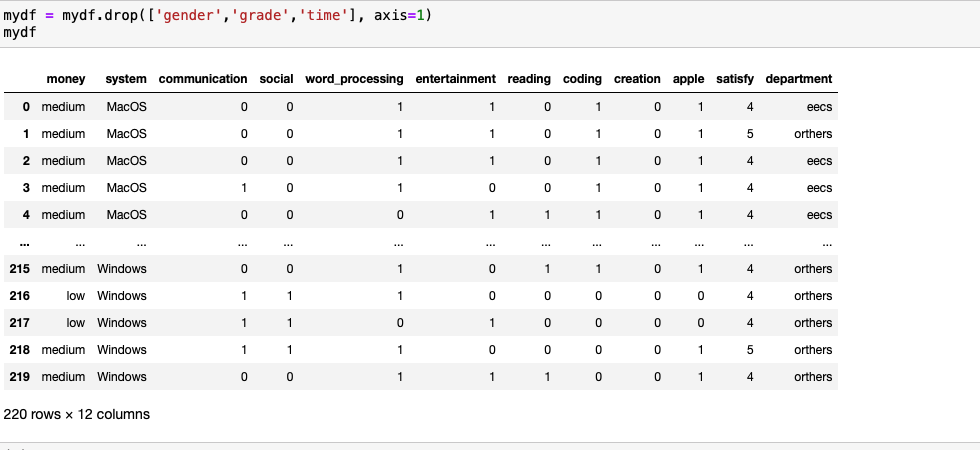 mydf = mydf.drop(['gender','grade','time'], axis=1)
mydf
money system communication social word_processing entertainment reading coding creation apple satisfy department
0 medium MacOS 0 0 1 1 0 1 0 1 4 eecs
1 medium MacOS 0 0 1 1 0 1 0 1 5 orthers
2 medium MacOS 0 0 1 1 0 1 0 1 4 eecs
3 medium MacOS 1 0 1 0 0 1 0 1 4 eecs
4 medium MacOS 0 0 0 1 1 1 0 1 4 eecs
... ... ... ... ... ... ... ... ... ... ... ... ...
215 medium Windows 0 0 1 0 1 1 0 1 4 orthers
216 low Windows 1 1 1 0 0 0 0 0 4 orthers
217 low Windows 1 1 0 1 0 0 0 0 4 orthers
218 medium Windows 1 1 1 0 0 0 0 1 5 orthers
219 medium Windows 0 0 1 1 1 0 0 1 4 orthers
220 rows × 12 columns